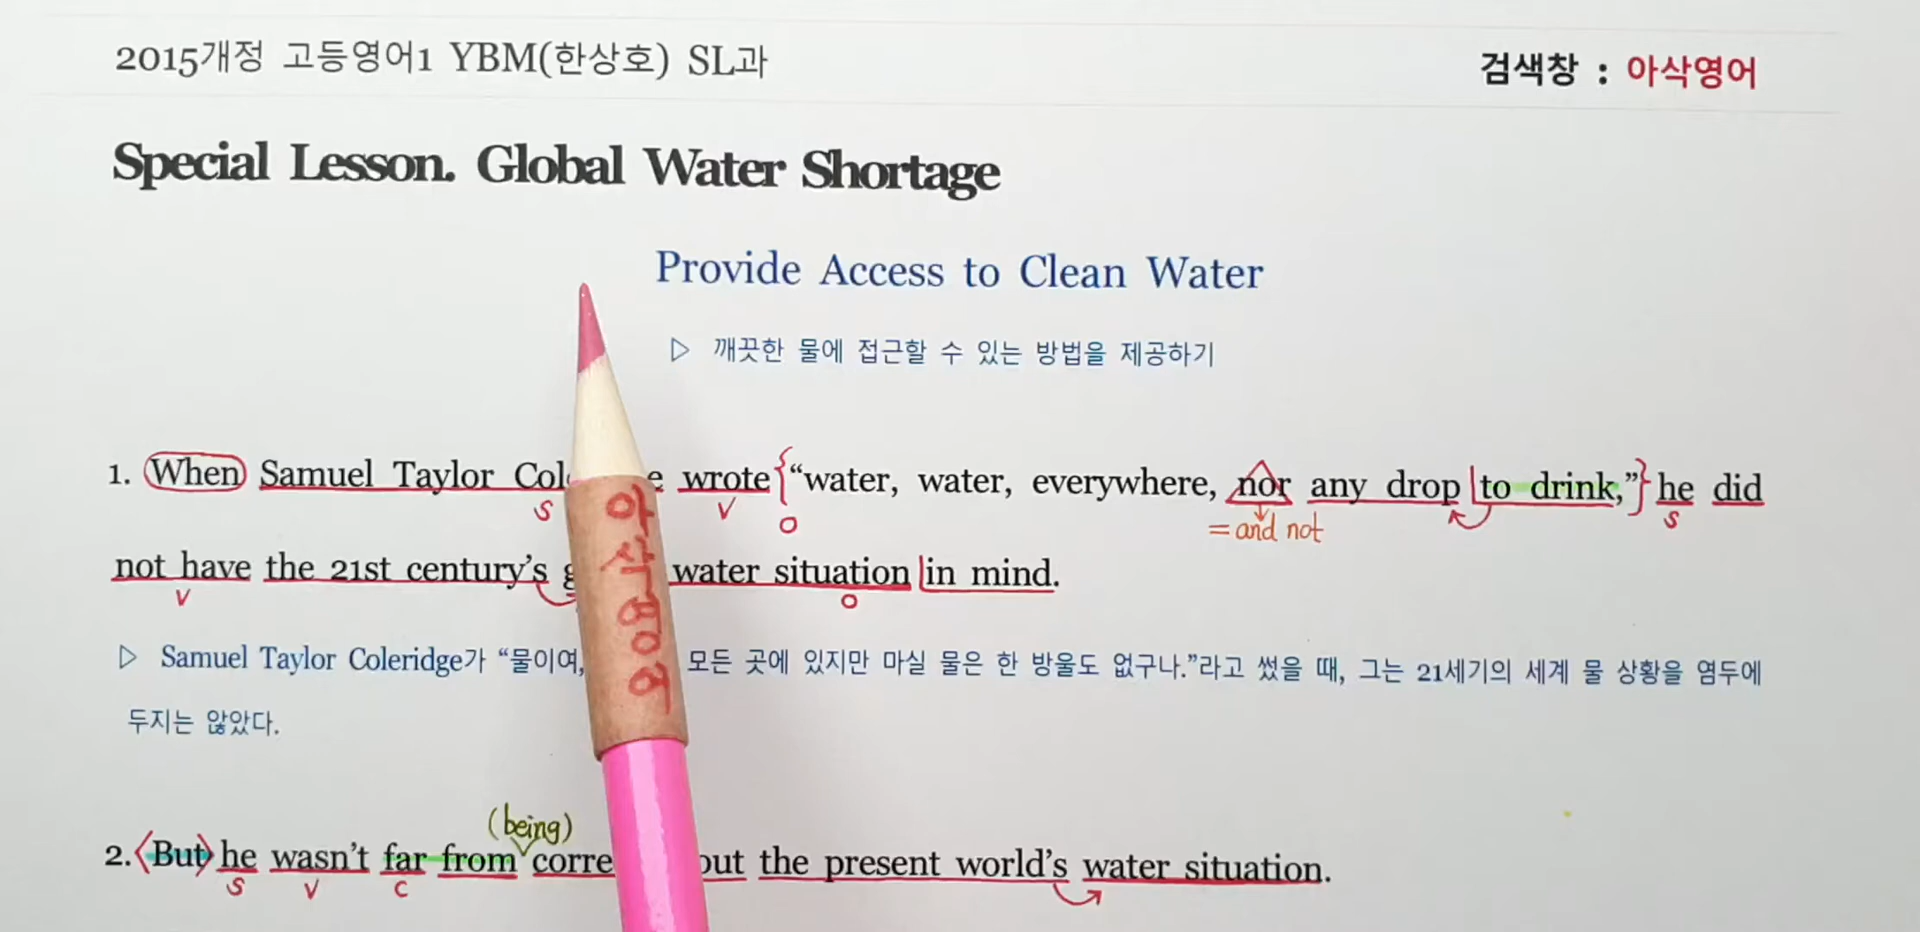 2015개정 고등영어1 YBM(한상호) SL과
검색창 : 아삭영어
Special Lesson. Global Water Shortage
Provide Access to Clean Water
▷ 깨끗한 물에 접근할 수 있는 방법을 제공하기
1. When Samuel Taylor wrote “water, water, everywhere, nor any drop to drink,” he did
S V O = and not S
not have the 21st century’s water situation in mind.
V O
▷ Samuel Taylor Coleridge가 “물이여, 모든 곳에 있지만 마실 물은 한 방울도 없구나.”라고 썼을 때, 그는 21세기의 세계 물 상황을 염두에
두지는 않았다.
아삭영어
(being)
2. But he wasn’t far from the present world’s water situation.
S V C